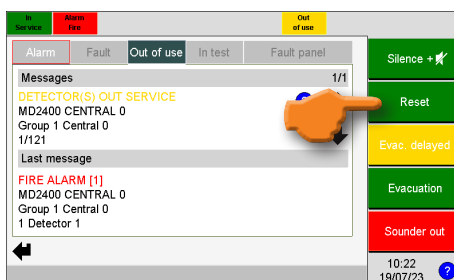 In Service
Alarm Fire
Out of use
Alarm Fault Out of use In test Fault panel
Messages 1/1
DETECTOR(S) OUT SERVICE
MD2400 CENTRAL 0
Group 1 Central 0
1/121
Last message
FIRE ALARM [1]
MD2400 CENTRAL 0
Group 1 Central 0
1 Detector 1
Silence +
Reset
Evac. delayed
Evacuation
Sounder out
10:22
19/07/23 ?